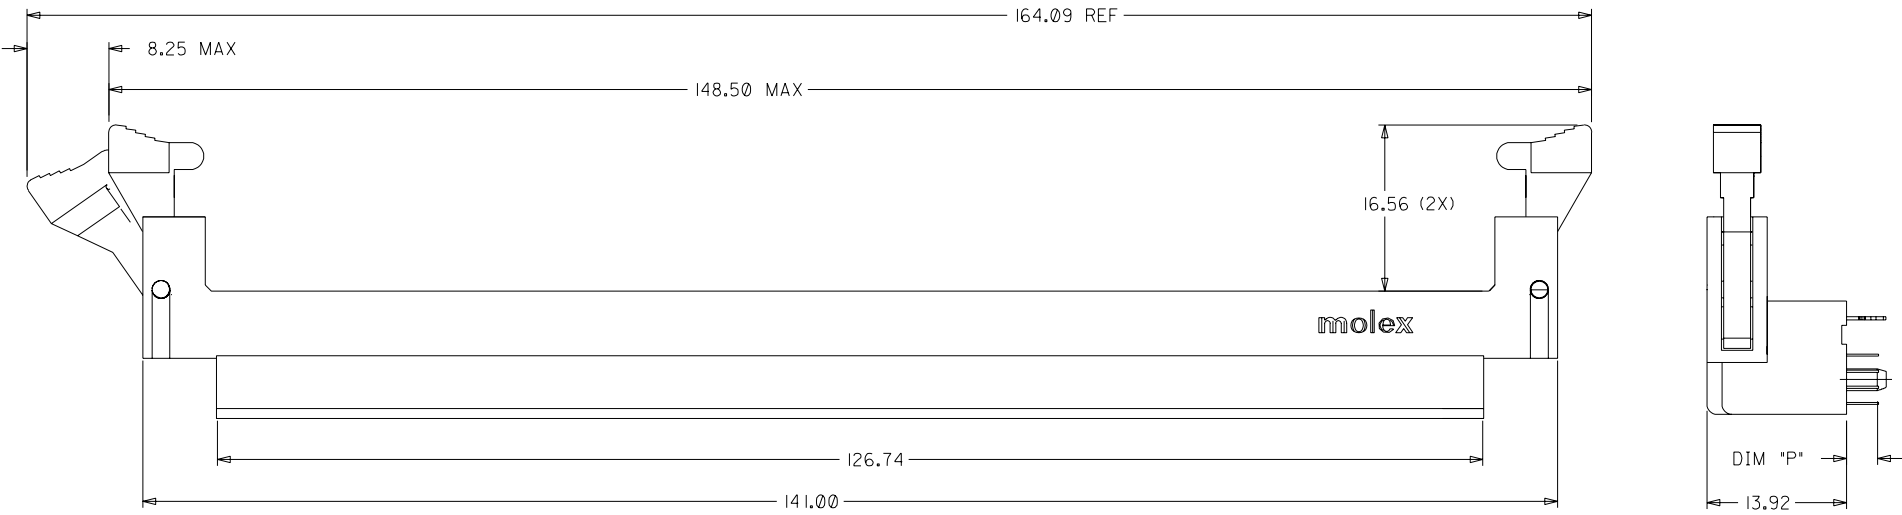 164.09 REF
8.25 MAX
148.50 MAX
16.56 (2X)
molex
126.74
DIM "P"
141.00
13.92